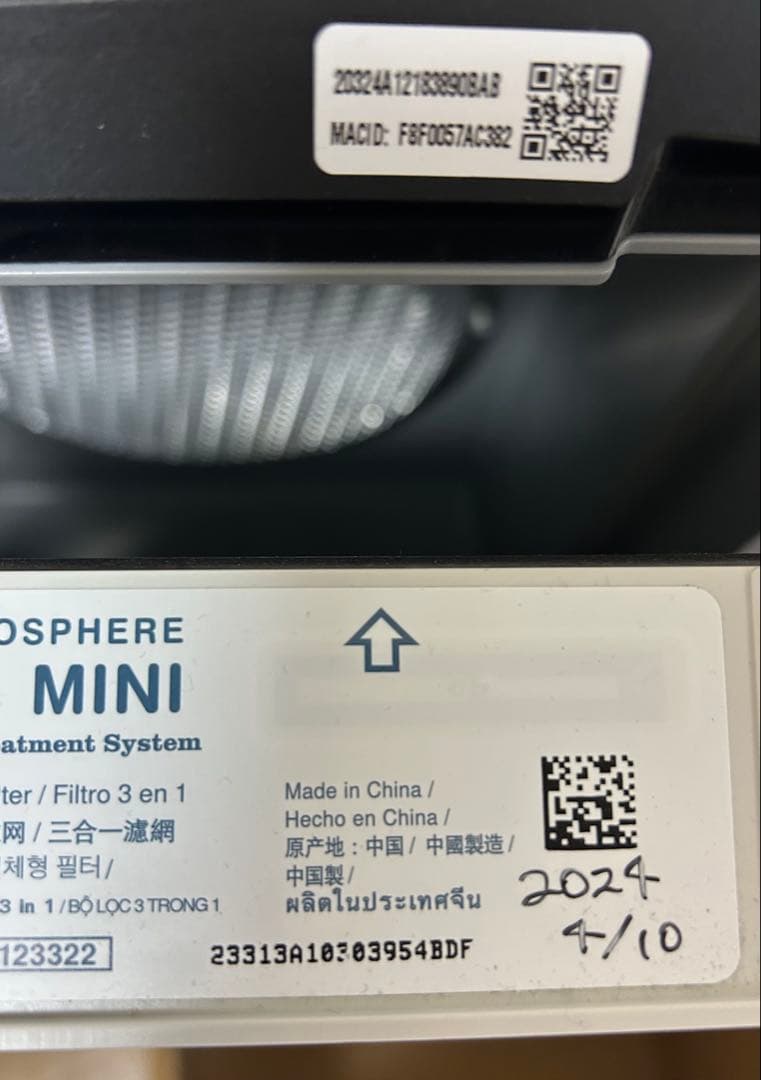 20324A12183890BAB
MACID: F8F0057AC382
OSPHERE
MINI
eatment System
ter / Filtro 3 en 1
网 / 三合一濾網
체형 필터/
3 in 1 / BỘ LỌC 3 TRONG 1
123322
Made in China /
Hecho en China /
原产地：中国 / 中國製造 /
中国製 /
ผลิตในประเทศจีน
2024
4/10